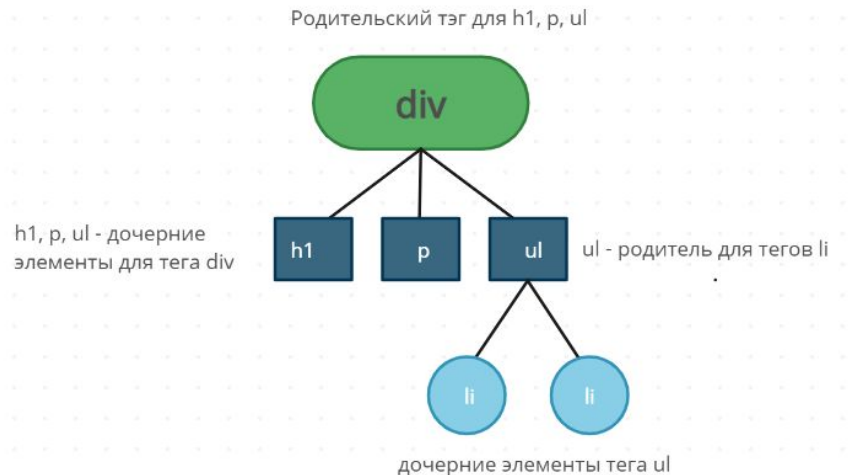 Родительский тэг для h1, p, ul
div
h1, p, ul - дочерние
элементы для тега div
h1
p
ul
ul - родитель для тегов li
.
li
li
дочерние элементы тега ul